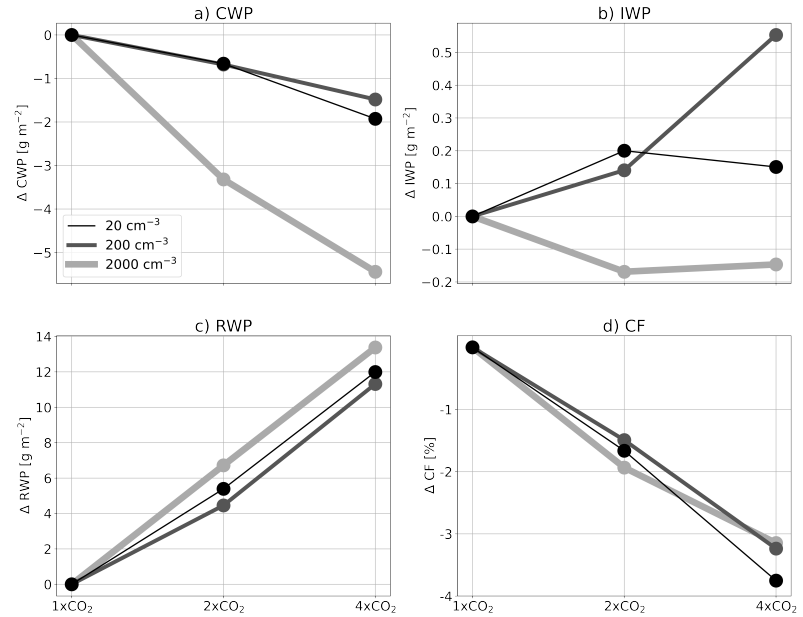 a) CWP
0
−1
−2
−3
−4
−5
Δ CWP [g m⁻²]
20 cm⁻³
200 cm⁻³
2000 cm⁻³
b) IWP
0.5
0.4
0.3
0.2
0.1
0.0
−0.1
−0.2
Δ IWP [g m⁻²]
c) RWP
14
12
10
8
6
4
2
0
Δ RWP [g m⁻²]
1xCO₂
2xCO₂
4xCO₂
d) CF
-1
-2
-3
-4
Δ CF [%]
1xCO₂
2xCO₂
4xCO₂